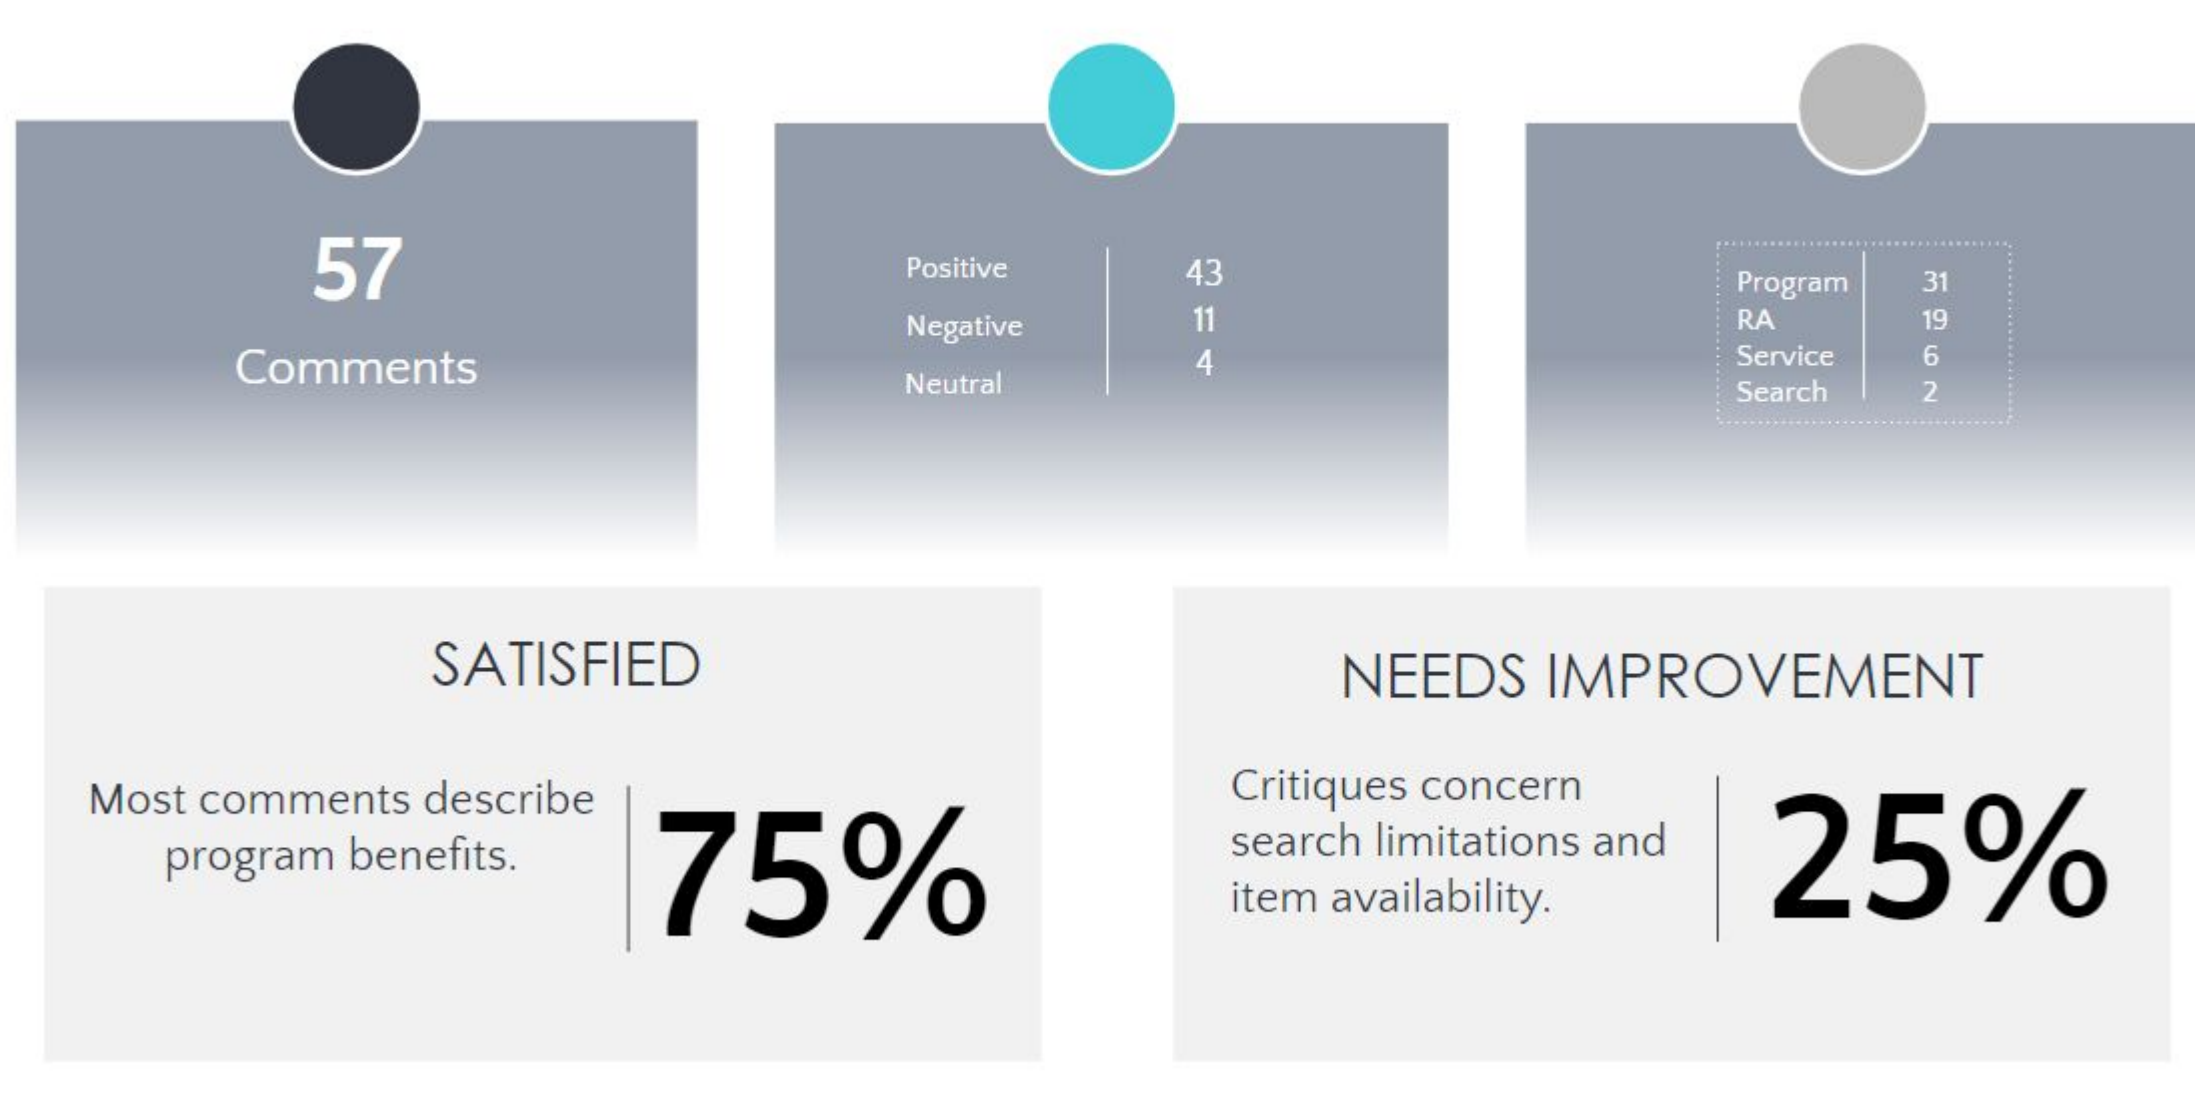 57
Comments
Positive 43
Negative 11
Neutral 4
Program 31
RA 19
Service 6
Search 2
SATISFIED
Most comments describe
program benefits.
75%
NEEDS IMPROVEMENT
Critiques concern
search limitations and
item availability.
25%